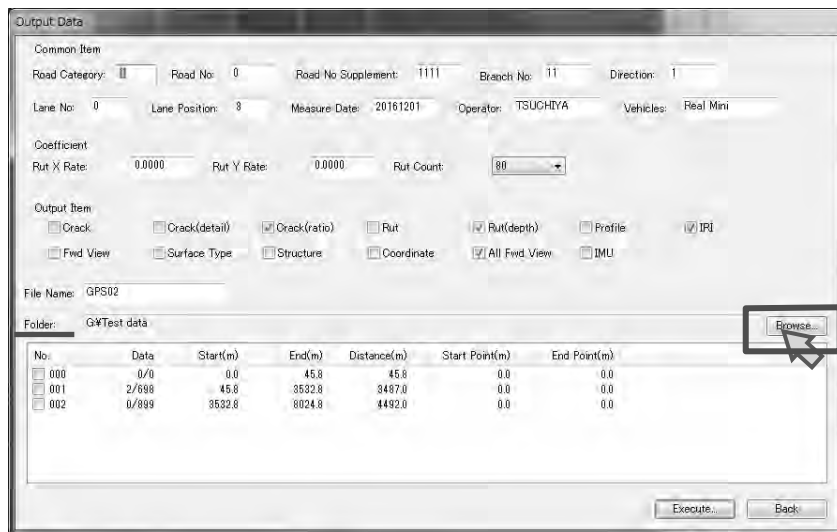 Output Data
Common Item
Road Category: Road No: 0 Road No Supplement: 1111 Branch No: 11 Direction: 1
Lane No: 0 Lane Position: 8 Measure Date: 20161201 Operator: TSUCHIYA Vehicles: Real Mini
Coefficient
Rut X Rate: 0.0000 Rut Y Rate: 0.0000 Rut Count: 80
Output Item
Crack Crack(detail) Crack(ratio) Rut Rut(depth) Profile IRI
Fwd View Surface Type Structure Coordinate All Fwd View IMU
File Name: GPS02
Folder: G¥Test data Browse...
No. Data Start(m) End(m) Distance(m) Start Point(m) End Point(m)
000 0/0 0.0 45.8 45.8 0.0 0.0
001 2/698 45.8 3532.8 3487.0 0.0 0.0
002 0/899 3532.8 8024.8 4492.0 0.0 0.0
Execute... Back